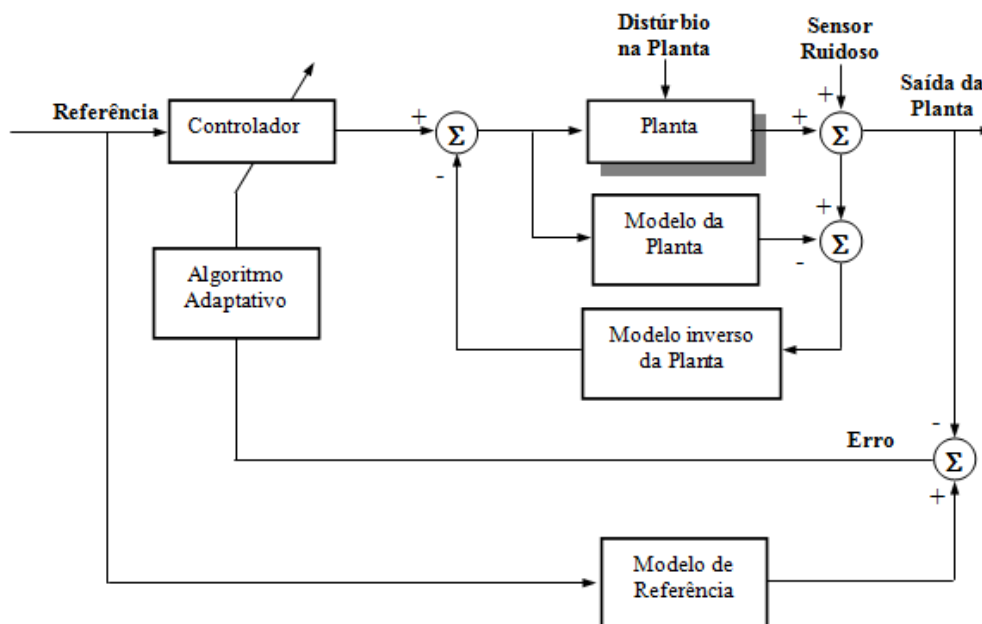 Distúrbio
na Planta
Sensor
Ruidoso
Saída da
Planta
Referência
Controlador
+
Σ
-
Planta
+
+
Σ
Modelo da
Planta
+
-
Σ
Algoritmo
Adaptativo
Modelo inverso
da Planta
Erro
-
Σ
+
Modelo de
Referência